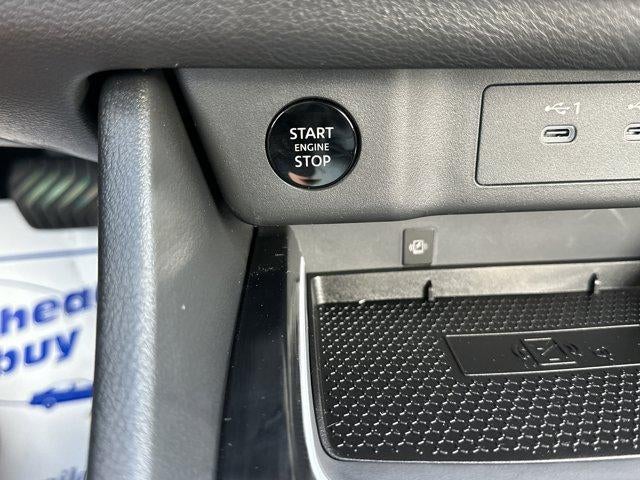 START
ENGINE
STOP
1
hea
buy